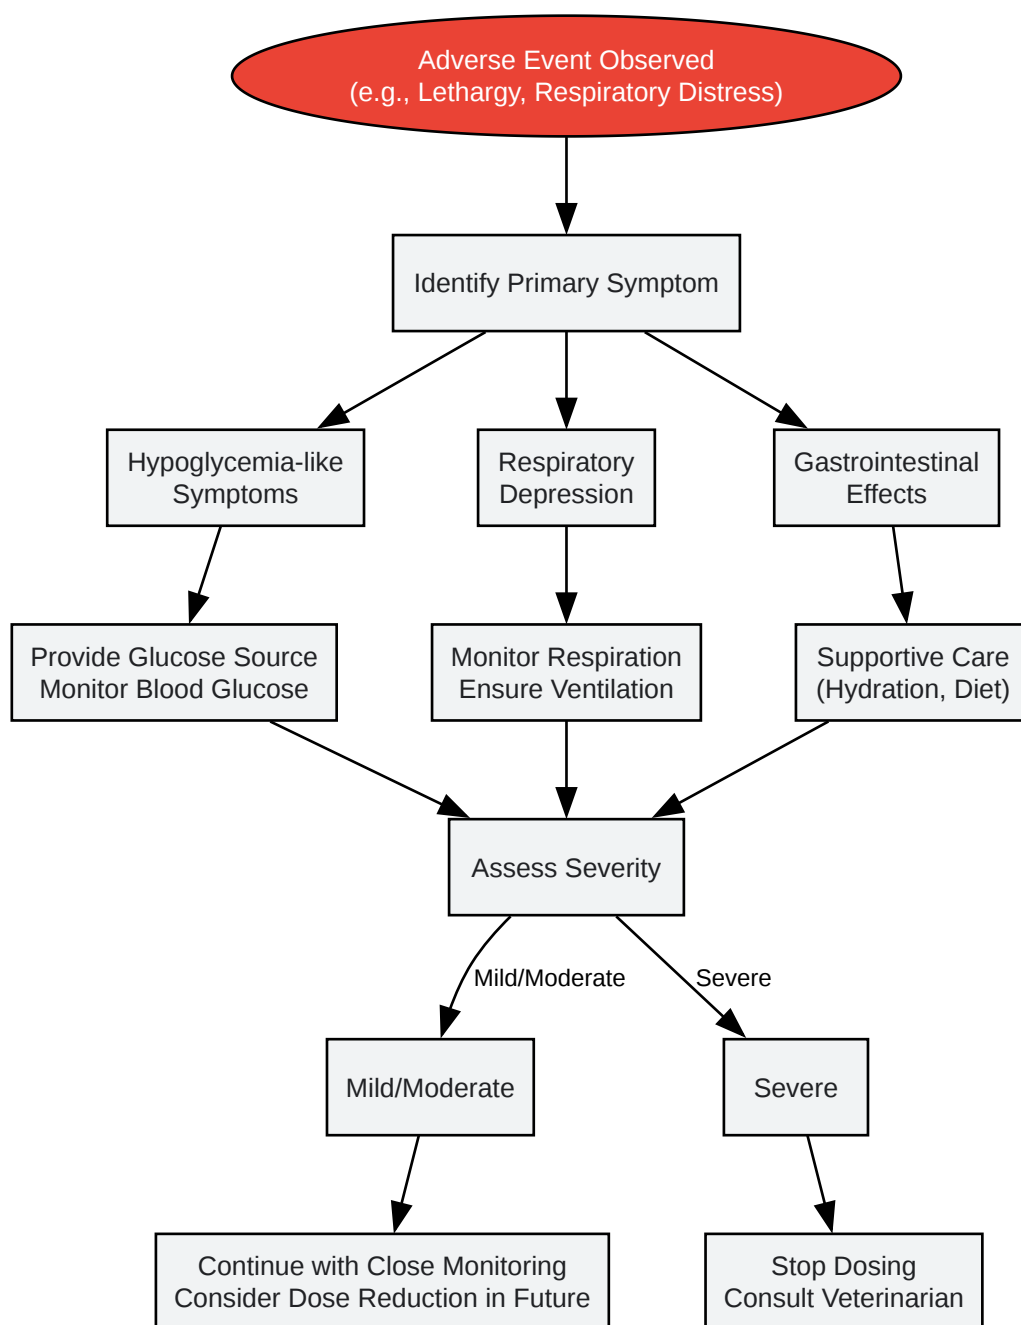 Adverse Event Observed
(e.g., Lethargy, Respiratory Distress)
Identify Primary Symptom
Hypoglycemia-like
Symptoms
Respiratory
Depression
Gastrointestinal
Effects
Provide Glucose Source
Monitor Blood Glucose
Monitor Respiration
Ensure Ventilation
Supportive Care
(Hydration, Diet)
Assess Severity
Mild/Moderate
Severe
Mild/Moderate
Severe
Continue with Close Monitoring
Consider Dose Reduction in Future
Stop Dosing
Consult Veterinarian